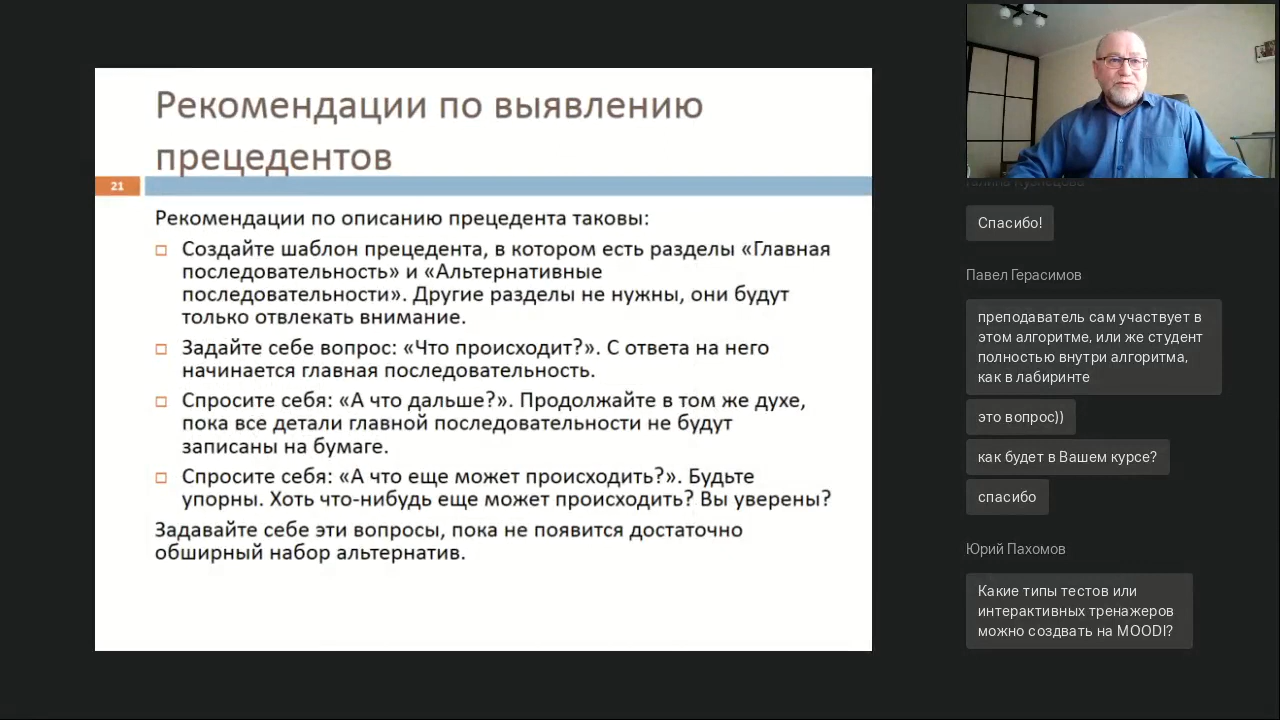 Рекомендации по выявлению
прецедентов
21
Рекомендации по описанию прецедента таковы:
Создайте шаблон прецедента, в котором есть разделы «Главная
последовательность» и «Альтернативные
последовательности». Другие разделы не нужны, они будут
только отвлекать внимание.
Задайте себе вопрос: «Что происходит?». С ответа на него
начинается главная последовательность.
Спросите себя: «А что дальше?». Продолжайте в том же духе,
пока все детали главной последовательности не будут
записаны на бумаге.
Спросите себя: «А что еще может происходить?». Будьте
упорны. Хоть что-нибудь еще может происходить? Вы уверены?
Задавайте себе эти вопросы, пока не появится достаточно
обширный набор альтернатив.
Спасибо!
Павел Герасимов
преподаватель сам участвует в
этом алгоритме, или же студент
полностью внутри алгоритма,
как в лабиринте
это вопрос))
как будет в Вашем курсе?
спасибо
Юрий Пахомов
Какие типы тестов или
интерактивных тренажеров
можно создвать на MOODl?